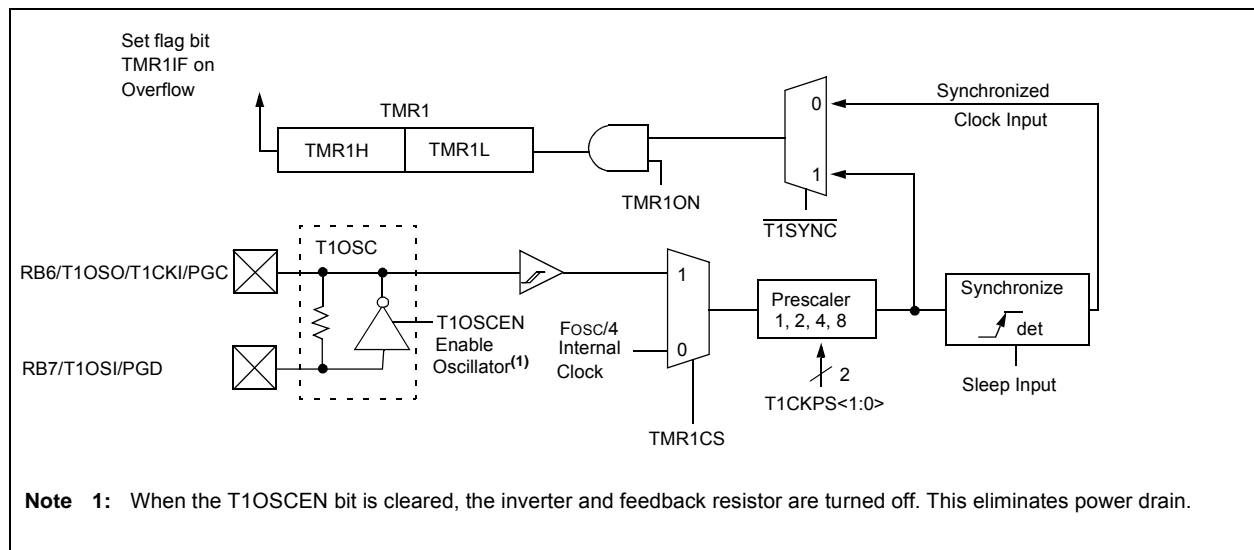 Set flag bit
TMR1IF on
Overflow
TMR1
TMR1H
TMR1L
TMR1ON
0
1
T1SYNC
Synchronized
Clock Input
RB6/T1OSO/T1CKI/PGC
RB7/T1OSI/PGD
T1OSC
T1OSCEN
Enable
Oscillator(1)
FOSC/4
Internal
Clock
1
0
TMR1CS
Prescaler
1, 2, 4, 8
2
T1CKPS<1:0>
Synchronize
det
Sleep Input
Note 1: When the T1OSCEN bit is cleared, the inverter and feedback resistor are turned off. This eliminates power drain.